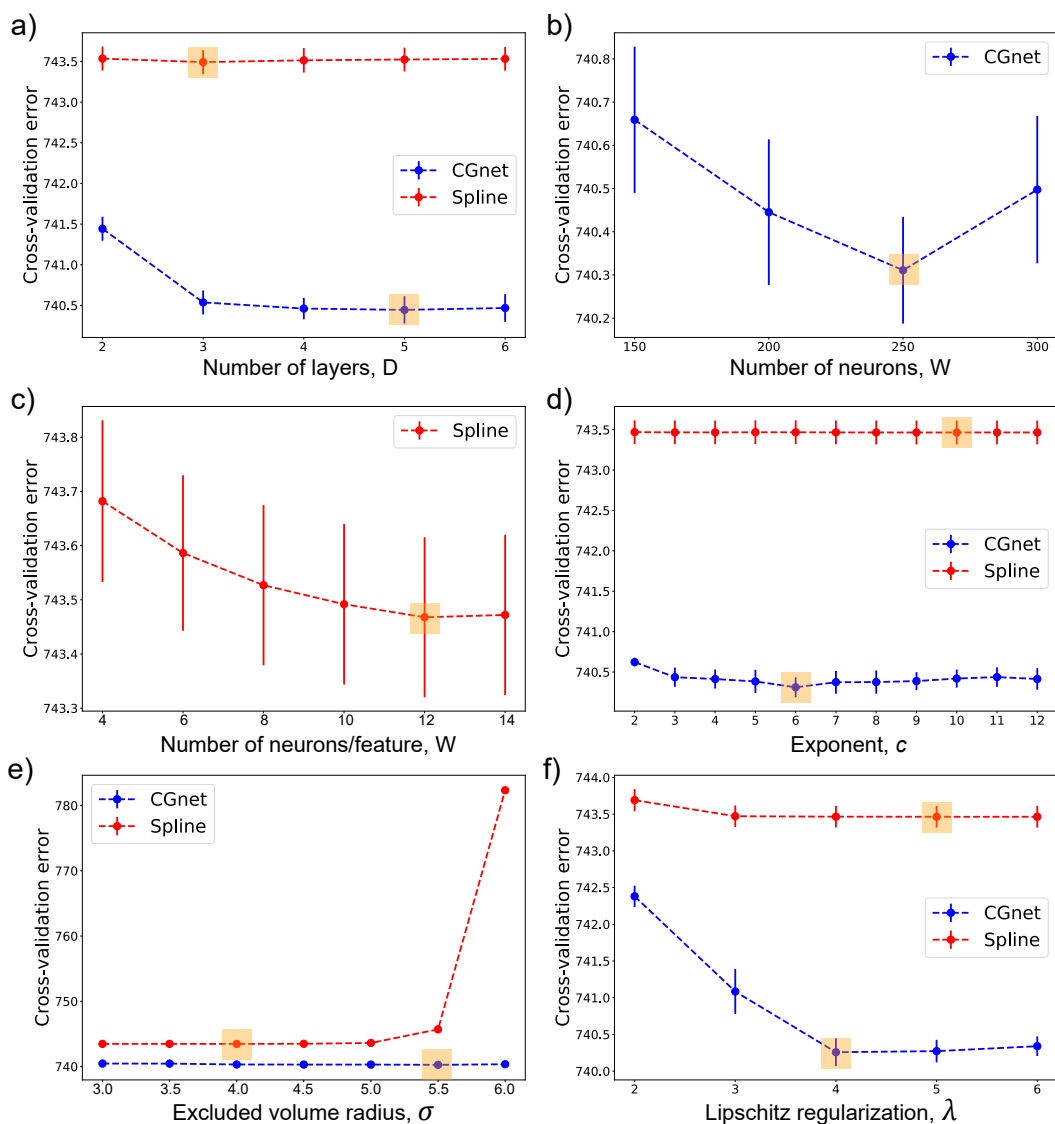 a)
Cross-validation error
743.5
743.0
742.5
742.0
741.5
741.0
740.5
CGnet
Spline
2 3 4 5 6
Number of layers, D
b)
Cross-validation error
740.8
740.7
740.6
740.5
740.4
740.3
740.2
CGnet
150 200 250 300
Number of neurons, W
c)
Cross-validation error
743.8
743.7
743.6
743.5
743.4
743.3
Spline
4 6 8 10 12 14
Number of neurons/feature, W
d)
Cross-validation error
743.5
743.0
742.5
742.0
741.5
741.0
740.5
CGnet
Spline
2 3 4 5 6 7 8 9 10 11 12
Exponent, c
e)
Cross-validation error
780
770
760
750
740
CGnet
Spline
3.0 3.5 4.0 4.5 5.0 5.5 6.0
Excluded volume radius, σ
f)
Cross-validation error
744.0
743.5
743.0
742.5
742.0
741.5
741.0
740.5
740.0
CGnet
Spline
2 3 4 5 6
Lipschitz regularization, λ